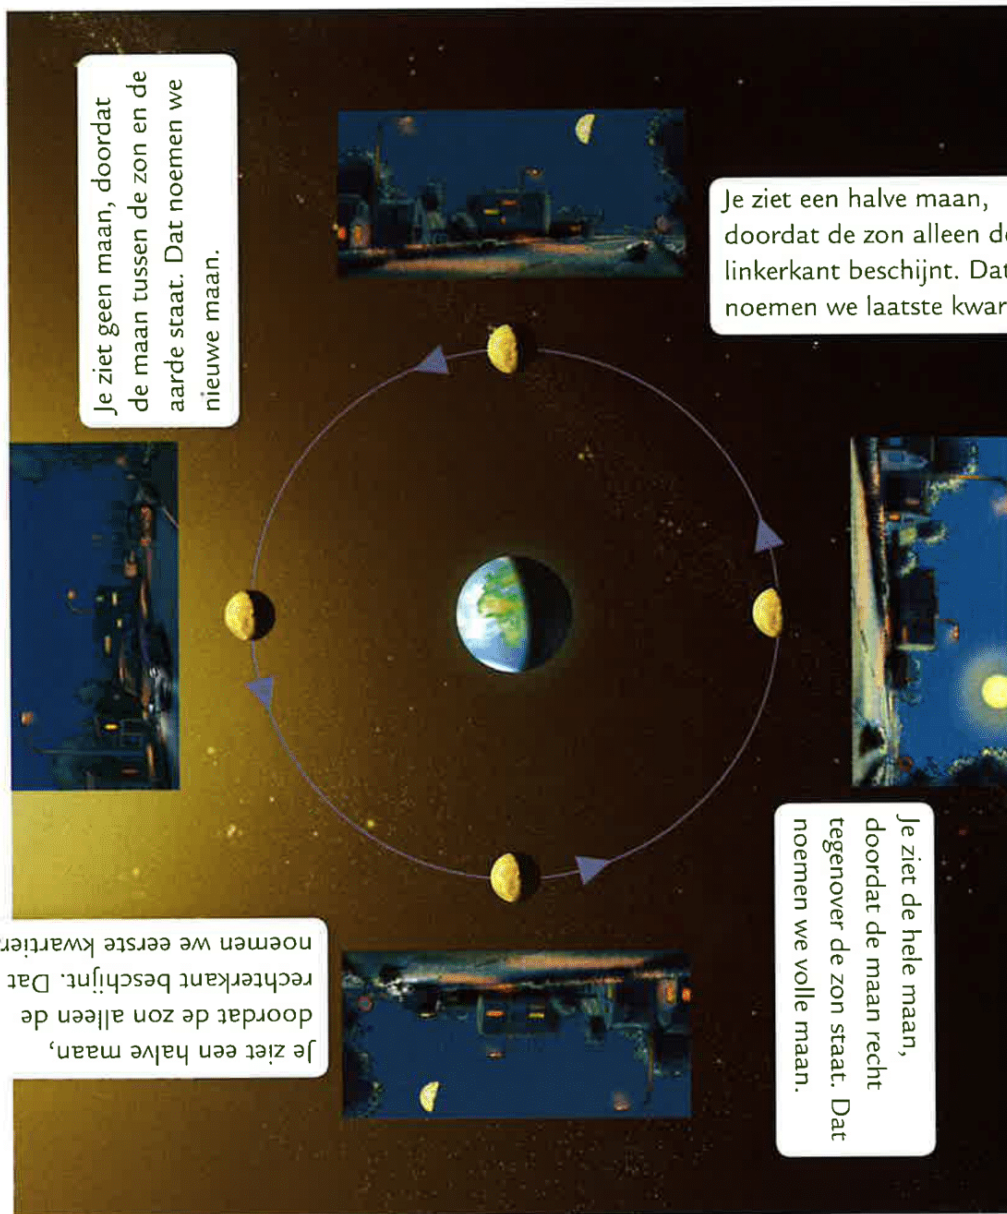 Je ziet geen maan, doordat
de maan tussen de zon en de
aarde staat. Dat noemen we
nieuwe maan.
Je ziet een halve maan,
doordat de zon alleen de
linkerkant beschijnt. Dat
noemen we laatste kwar
Je ziet de hele maan,
doordat de maan recht
tegenover de zon staat. Dat
noemen we volle maan.
Je ziet een halve maan,
doordat de zon alleen de
rechterkant beschijnt. Dat
noemen we eerste kwartier.